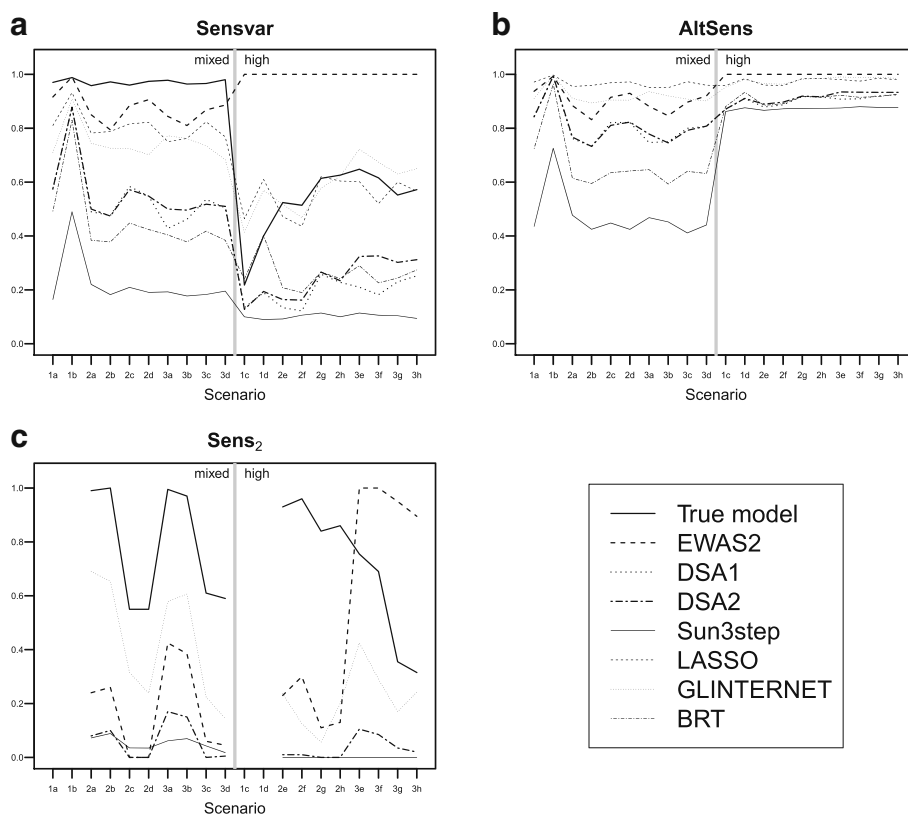 a
Sensvar
mixed high
1.0
0.8
0.6
0.4
0.2
0.0
1a 1b 2a 2b 2c 2d 3a 3b 3c 3d 1c 1d 2e 2f 2g 2h 3e 3f 3g 3h
Scenario
b
AltSens
mixed high
1.0
0.8
0.6
0.4
0.2
0.0
1a 1b 2a 2b 2c 2d 3a 3b 3c 3d 1c 1d 2e 2f 2g 2h 3e 3f 3g 3h
Scenario
c
Sens2
mixed high
1.0
0.8
0.6
0.4
0.2
0.0
1a 1b 2a 2b 2c 2d 3a 3b 3c 3d 1c 1d 2e 2f 2g 2h 3e 3f 3g 3h
Scenario
True model
EWAS2
DSA1
DSA2
Sun3step
LASSO
GLINTERNET
BRT